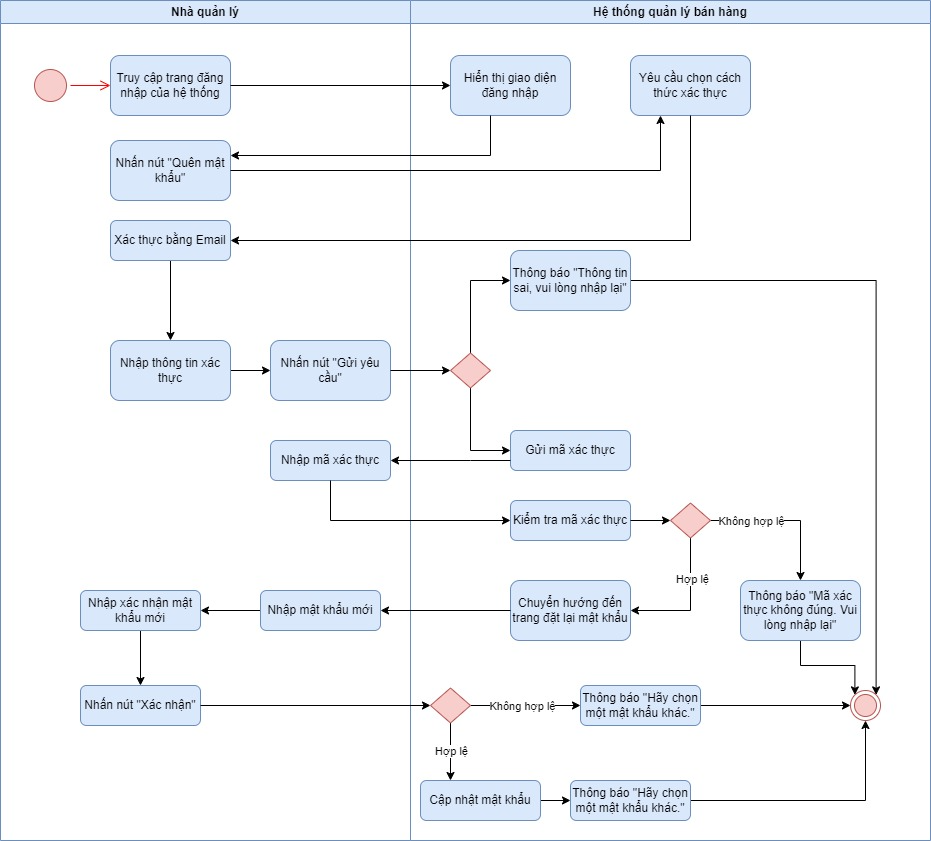 Nhà quản lý
Hệ thống quản lý bán hàng
Truy cập trang đăng
nhập của hệ thống
Hiển thị giao diện
đăng nhập
Yêu cầu chọn cách
thức xác thực
Nhấn nút "Quên mật
khẩu"
Xác thực bằng Email
Thông báo "Thông tin
sai, vui lòng nhập lại"
Nhập thông tin xác
thực
Nhấn nút "Gửi yêu
cầu"
Nhập mã xác thực
Gửi mã xác thực
Kiểm tra mã xác thực
Không hợp lệ
Hợp lệ
Nhập xác nhận mật
khẩu mới
Nhập mật khẩu mới
Chuyển hướng đến
trang đặt lại mật khẩu
Thông báo "Mã xác
thực không đúng. Vui
lòng nhập lại"
Nhấn nút "Xác nhận"
Không hợp lệ
Thông báo "Hãy chọn
một mật khẩu khác."
Hợp lệ
Cập nhật mật khẩu
Thông báo "Hãy chọn
một mật khẩu khác."